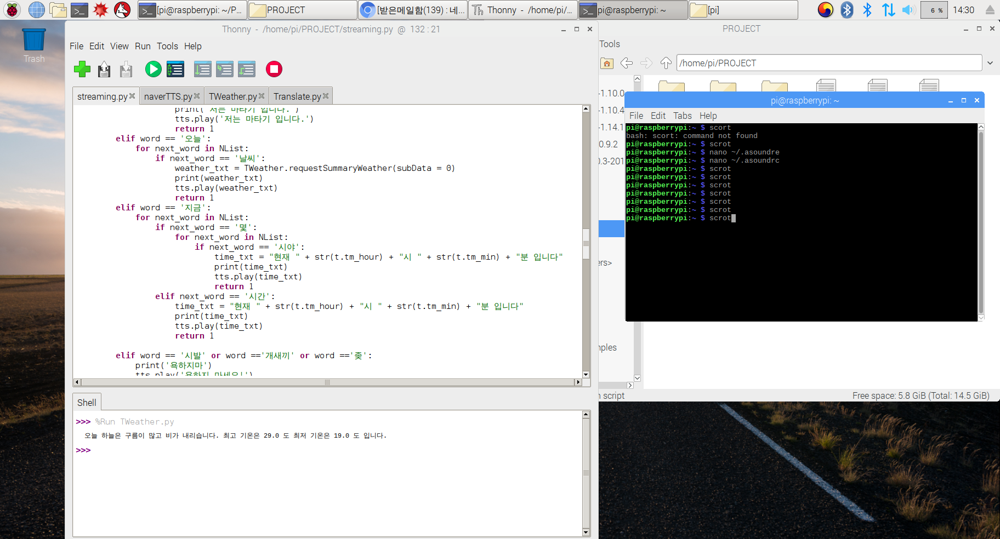 [pi@raspberrypi: ~/P...
PROJECT
[받은메일함(139) : 네...
Thonny - /home/pi/...
pi@raspberrypi: ~
[pi]
6 %
14:30
Trash
Thonny - /home/pi/PROJECT/streaming.py @ 132 : 21
File Edit View Run Tools Help
streaming.py
naverTTS.py
TWeather.py
Translate.py
print('저는 마타기 입니다.')
tts.play('저는 마타기 입니다.')
return 1
elif word == '오늘':
for next_word in NList:
if next_word == '날씨':
weather_txt = TWeather.requestSummaryWeather(subData = 0)
print(weather_txt)
tts.play(weather_txt)
return 1
elif word == '지금':
for next_word in NList:
if next_word == '몇':
for next_word in NList:
if next_word == '시야':
time_txt = "현재 " + str(t.tm_hour) + "시 " + str(t.tm_min) + "분 입니다"
print(time_txt)
tts.play(time_txt)
return 1
elif next_word == '시간':
time_txt = "현재 " + str(t.tm_hour) + "시 " + str(t.tm_min) + "분 입니다"
print(time_txt)
tts.play(time_txt)
return 1
elif word == '시발' or word =='개새끼' or word =='좆':
print('욕하지마')
tts.play('욕하지 마세요!')
Shell
>>> %Run TWeather.py
오늘 하늘은 구름이 많고 비가 내리습니다. 최고 기온은 29.0 도 최저 기온은 19.0 도 입니다.
>>>
PROJECT
Tools
/home/pi/PROJECT
-1.10.0
-1.10.4
-1.14.1
0.9.2
0.3-201
ers>
mples
n script
Free space: 5.8 GiB (Total: 14.5 GiB)
pi@raspberrypi: ~
File Edit Tabs Help
pi@raspberrypi:~ $ scort
bash: scort: command not found
pi@raspberrypi:~ $ scrot
pi@raspberrypi:~ $ nano ~/.asoundre
pi@raspberrypi:~ $ nano ~/.asoundrc
pi@raspberrypi:~ $ scrot
pi@raspberrypi:~ $ scrot
pi@raspberrypi:~ $ scrot
pi@raspberrypi:~ $ scrot
pi@raspberrypi:~ $ scrot
pi@raspberrypi:~ $ scrot
pi@raspberrypi:~ $ scrot